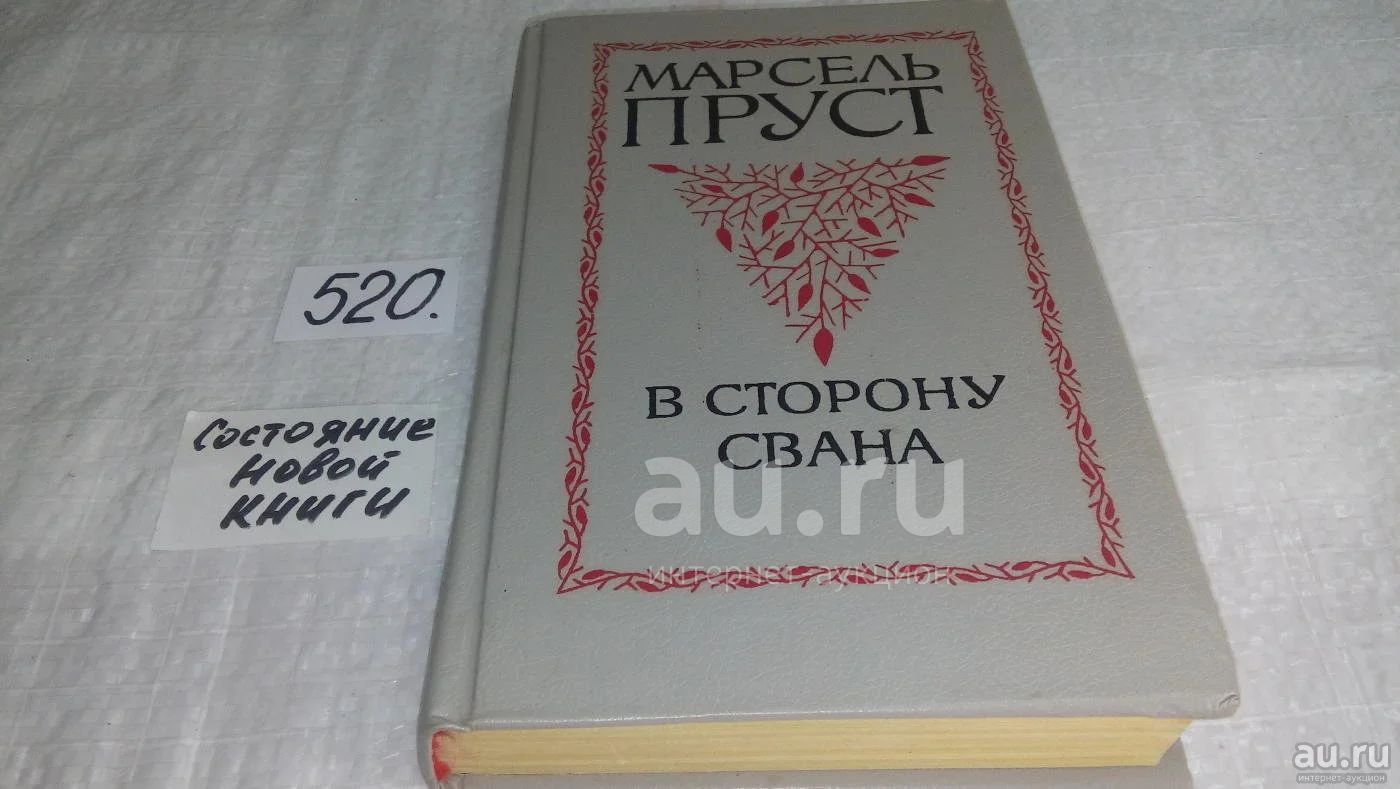 МАРСЕЛЬ
ПРУСТ
В СТОРОНУ
СВАНА
520.
Состояние
новой
книги
au.ru
интернет-аукцион
au.ru
интернет-аукцион